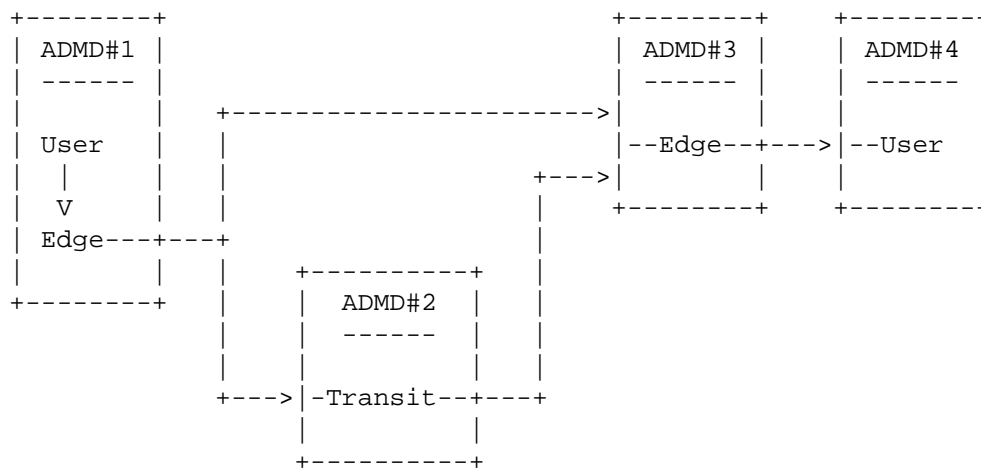 +--------+                             +--------+     +--------+
| ADMD#1 |                             | ADMD#3 |     | ADMD#4 |
| ------ |                             | ------ |     | ------ |
|        |   +----------------------->|        |     |        |
| User   |   |                         |--Edge--+--->|--User  |
|  |     |   |                    +--->|        |     |        |
|  V     |   |                    |    +--------+     +--------+
| Edge---+---+                    |
|        |   |    +----------+    |
+--------+   |    |  ADMD#2  |    |
             |    |  ------  |    |
             |    |          |    |
             +--->|-Transit--+---+
                  |          |
                  +----------+